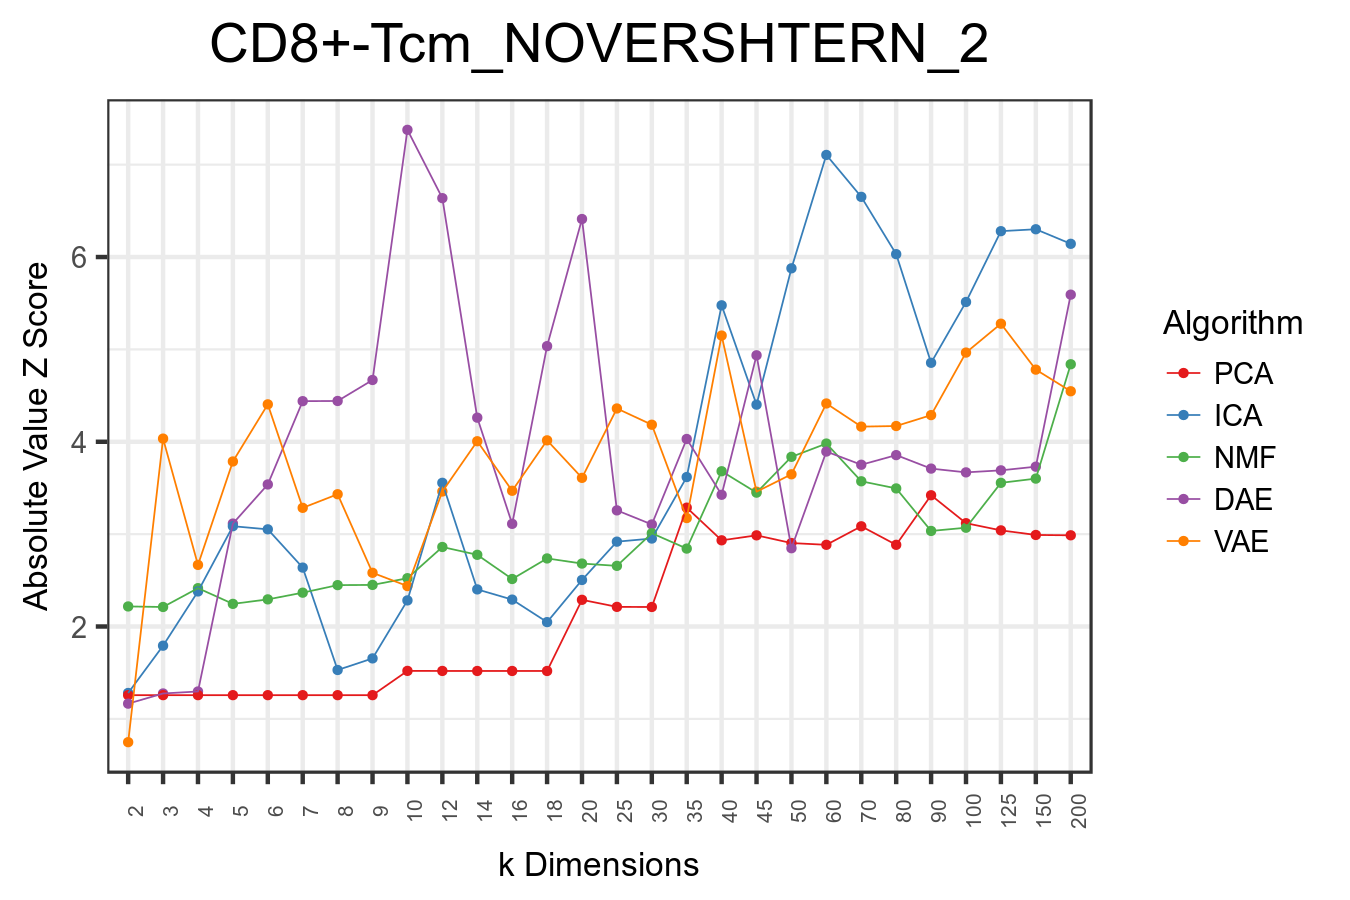 CD8+-Tcm_NOVERSHTERN_2
Absolute Value Z Score
6
4
2
2 3 4 5 6 7 8 9 10 12 14 16 18 20 25 30 35 40 45 50 60 70 80 90 100 125 150 200
k Dimensions
Algorithm
PCA
ICA
NMF
DAE
VAE